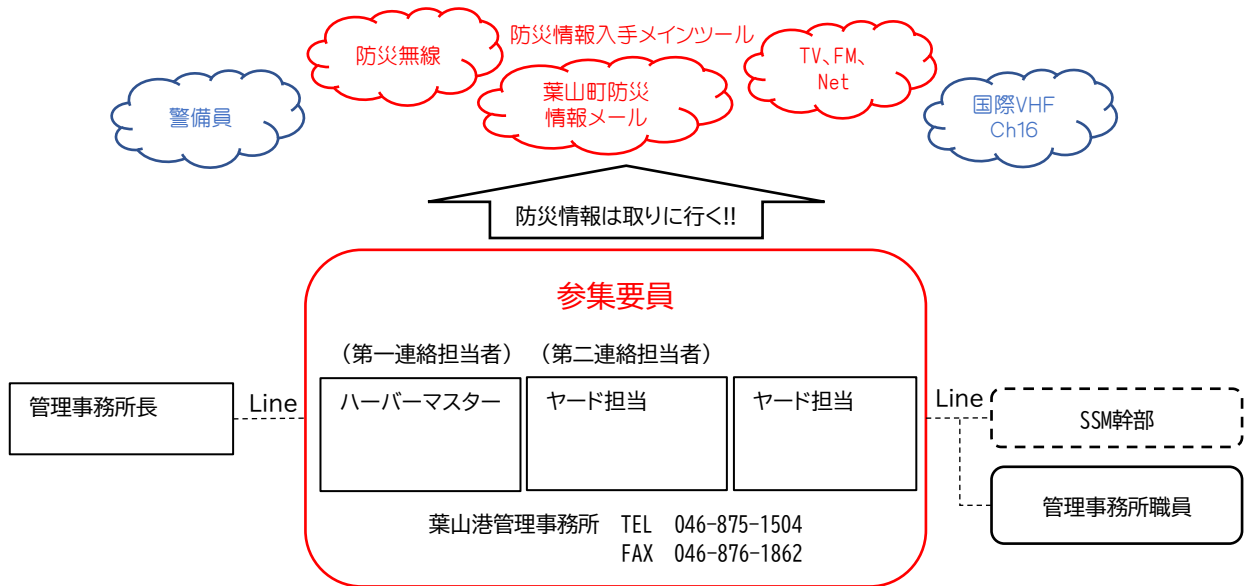 防災情報入手メインツール
防災無線
TV、FM、
Net
葉山町防災
情報メール
警備員
国際VHF
Ch16
防災情報は取りに行く!!
参集要員
(第一連絡担当者)
(第二連絡担当者)
管理事務所長
Line
ハーバーマスター
ヤード担当
ヤード担当
Line
SSM幹部
管理事務所職員
葉山港管理事務所 TEL 046-875-1504
FAX 046-876-1862